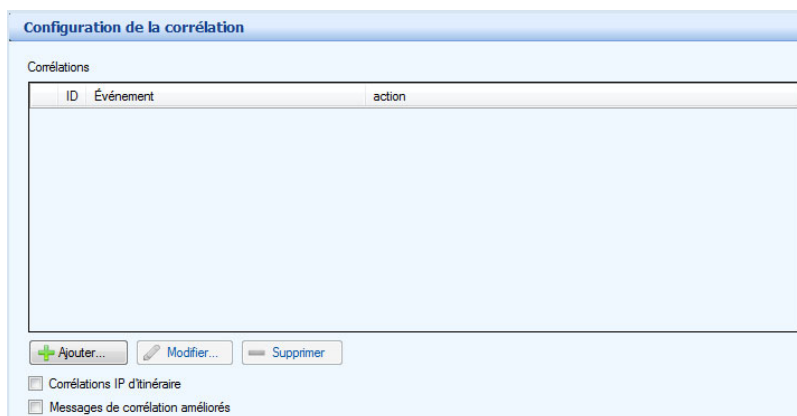 Configuration de la corrélation
Corrélations
ID Événement action
Ajouter... Modifier... Supprimer
Corrélations IP d'itinéraire
Messages de corrélation améliorés